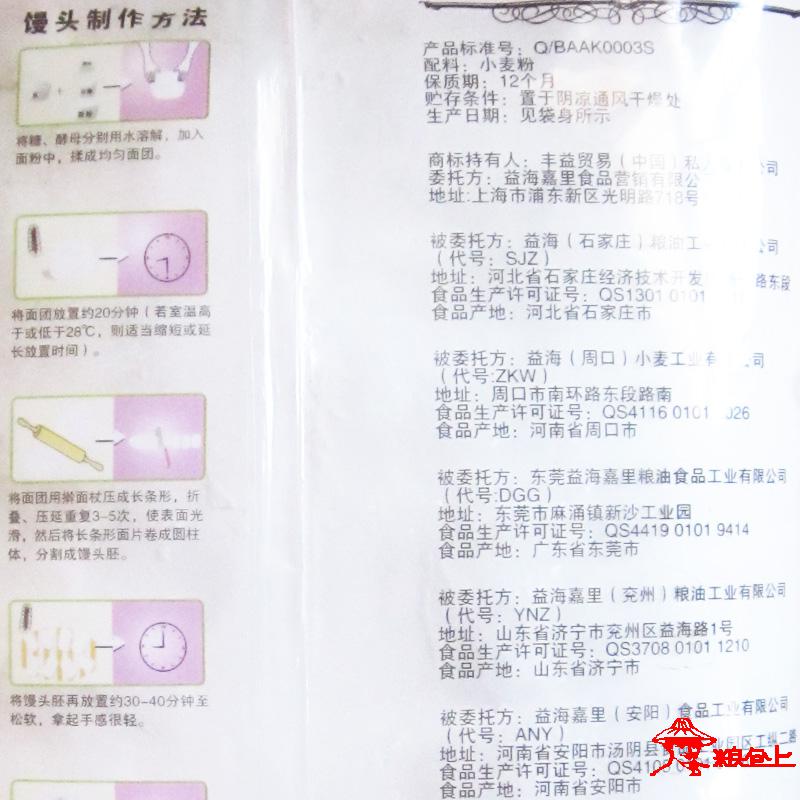 馒头制作方法
将糖、酵母分别用水溶解，加入
面粉中，揉成均匀面团。
将面团放置约20分钟（若室温高
于或低于28℃，则适当缩短或延
长放置时间）。
将面团用擀面杖压成长条形，折
叠、压延重复3-5次，使表面光
滑，然后将长条形面片卷成圆柱
体，分割成馒头胚。
将馒头胚再放置约30-40分钟至
松软，拿起手感很轻。
产品标准号：Q/BAAK0003S
配料：小麦粉
保质期：12个月
贮存条件：置于阴凉通风干燥处
生产日期：见袋身所示
商标持有人：丰益贸易（中国）私 公司
委托方：益海嘉里食品营销有限公
地址:上海市浦东新区光明路718号
被委托方：益海（石家庄）粮油工 公司
（代号：SJZ）
地址：河北省石家庄经济技术开发 路东段
食品生产许可证号：QS1301 0101
食品产地：河北省石家庄市
被委托方：益海（周口）小麦工业有 公司
（代号:ZKW）
地址：周口市南环路东段路南
食品生产许可证号：QS4116 0101 026
食品产地：河南省周口市
被委托方：东莞益海嘉里粮油食品工业有限公司
（代号:DGG）
地址：东莞市麻涌镇新沙工业园
食品生产许可证号：QS4419 0101 9414
食品产地：广东省东莞市
被委托方：益海嘉里（兖州）粮油工业有限公司
（代号：YNZ）
地址：山东省济宁市兖州区益海路1号
食品生产许可证号：QS3708 0101 1210
食品产地：山东省济宁市
被委托方：益海嘉里（安阳）食品工业有限公司
（代号：ANY）
地址：河南省安阳市汤阴县 园区工纵二路
食品生产许可证号：QS4105
食品产地：河南省安阳市
粮仓上